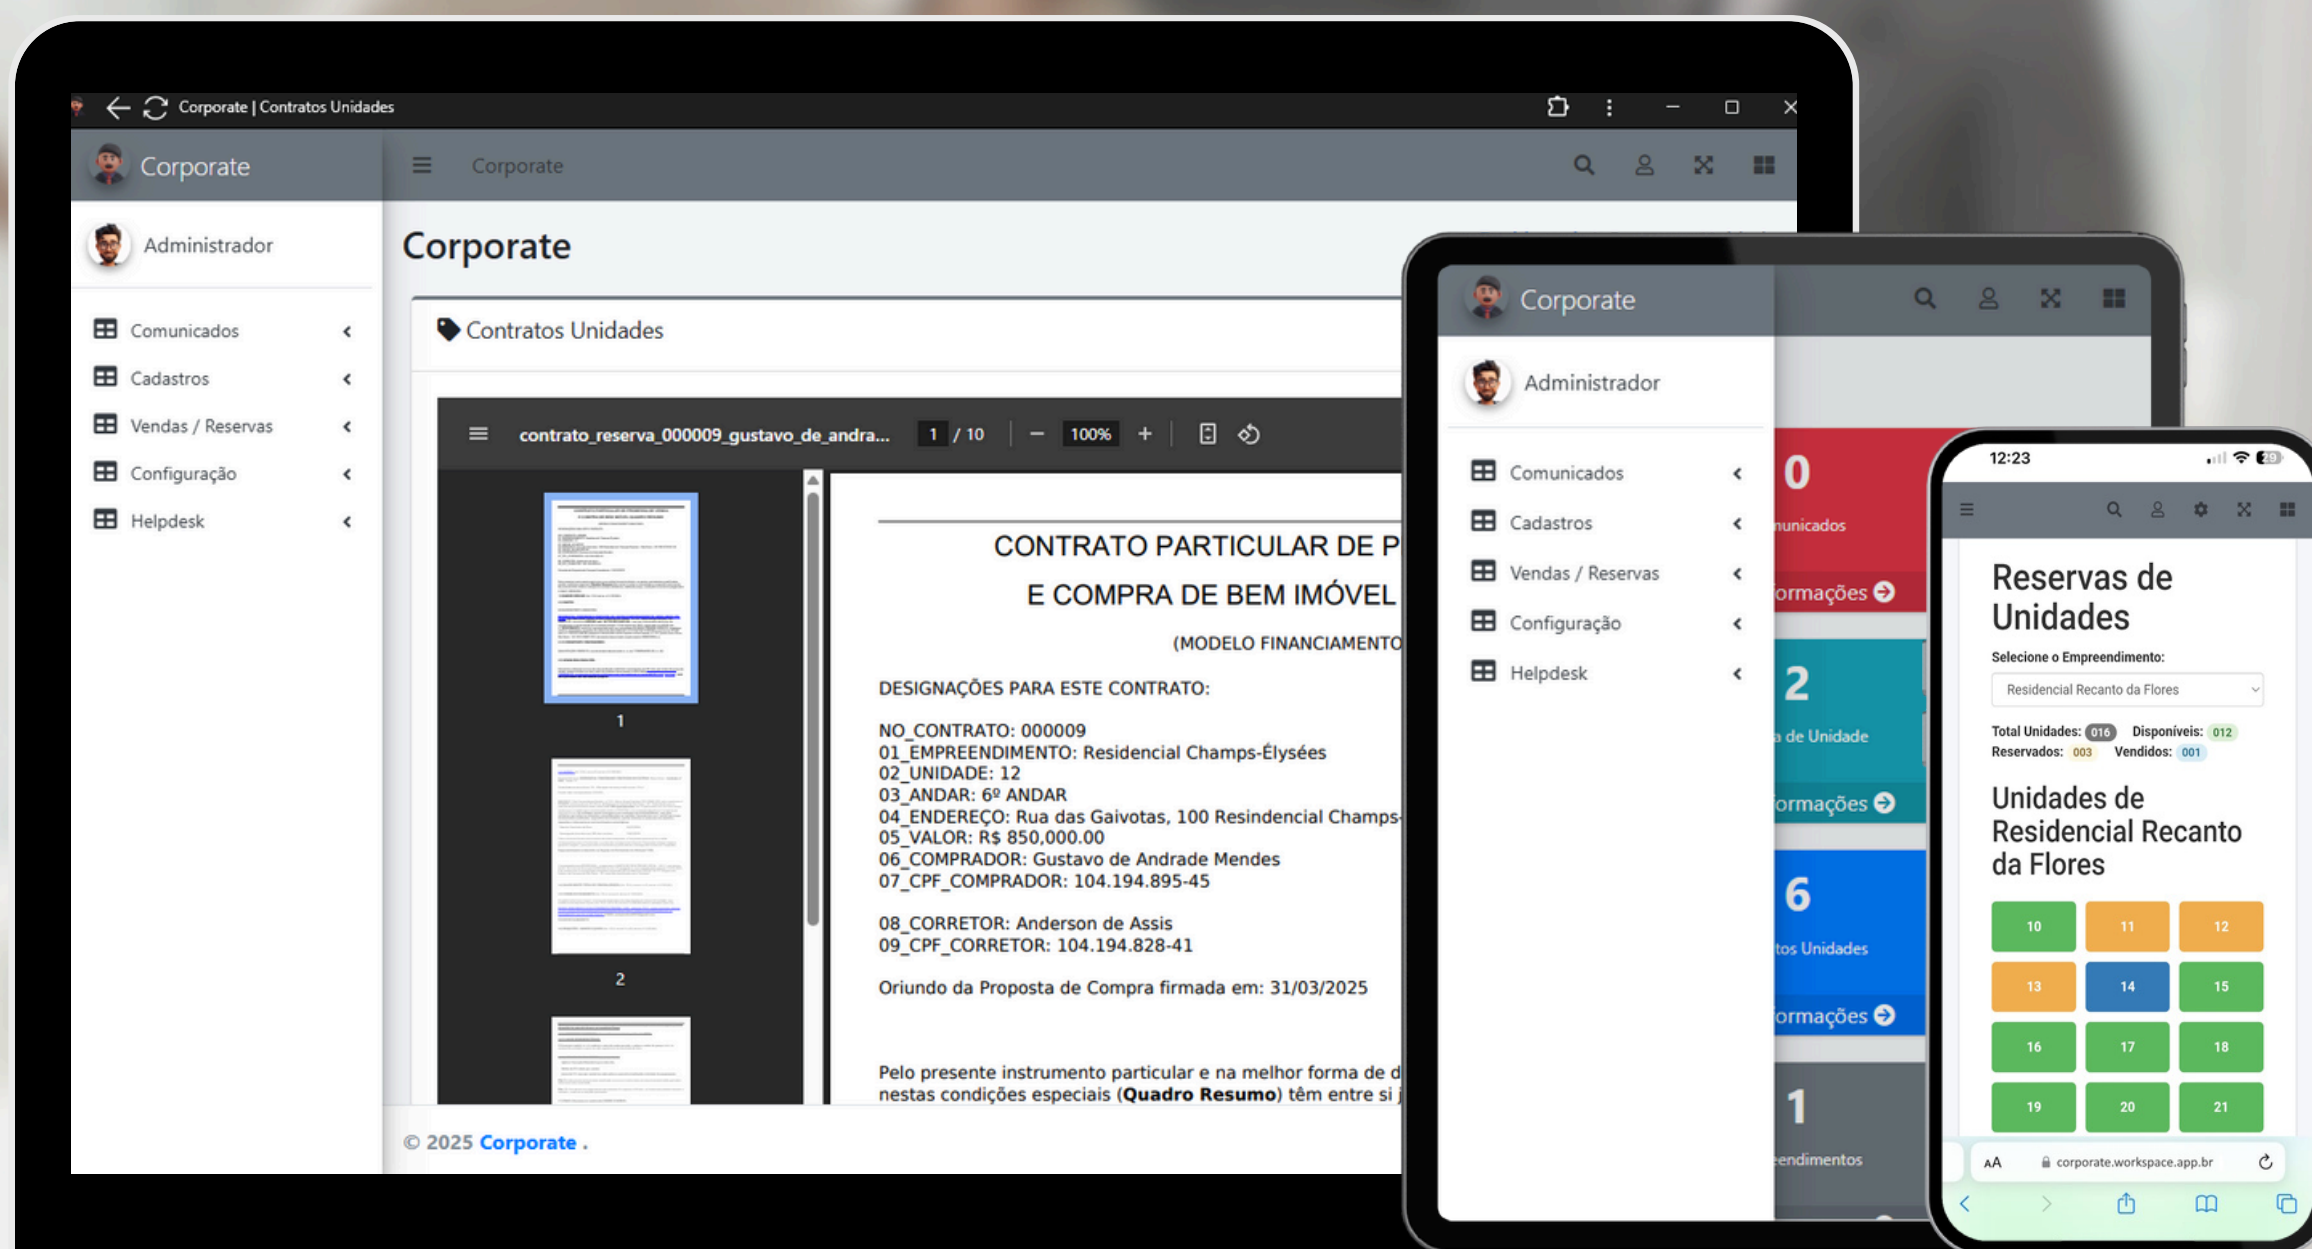 Corporate | Contratos Unidades
Corporate
Corporate
Administrador
Comunicados
Cadastros
Vendas / Reservas
Configuração
Helpdesk
Corporate
Contratos Unidades
contrato_reserva_000009_gustavo_de_andra...
1 / 10
100%
1
2
CONTRATO PARTICULAR DE P
E COMPRA DE BEM IMÓVEL
(MODELO FINANCIAMENTO
DESIGNAÇÕES PARA ESTE CONTRATO:
NO_CONTRATO: 000009
01_EMPREENDIMENTO: Residencial Champs-Élysées
02_UNIDADE: 12
03_ANDAR: 6º ANDAR
04_ENDEREÇO: Rua das Gaivotas, 100 Resindencial Champs-
05_VALOR: R$ 850,000.00
06_COMPRADOR: Gustavo de Andrade Mendes
07_CPF_COMPRADOR: 104.194.895-45
08_CORRETOR: Anderson de Assis
09_CPF_CORRETOR: 104.194.828-41
Oriundo da Proposta de Compra firmada em: 31/03/2025
Pelo presente instrumento particular e na melhor forma de d
nestas condições especiais (Quadro Resumo) têm entre si j
© 2025 Corporate .
Corporate
Administrador
Comunicados
Cadastros
Vendas / Reservas
Configuração
Helpdesk
0
nunicados
ormações
2
a de Unidade
ormações
6
tos Unidades
ormações
1
eendimentos
12:23
29
Reservas de
Unidades
Selecione o Empreendimento:
Residencial Recanto da Flores
Total Unidades: 016 Disponíveis: 012
Reservados: 003 Vendidos: 001
Unidades de
Residencial Recanto
da Flores
10 11 12
13 14 15
16 17 18
19 20 21
AA corporate.workspace.app.br